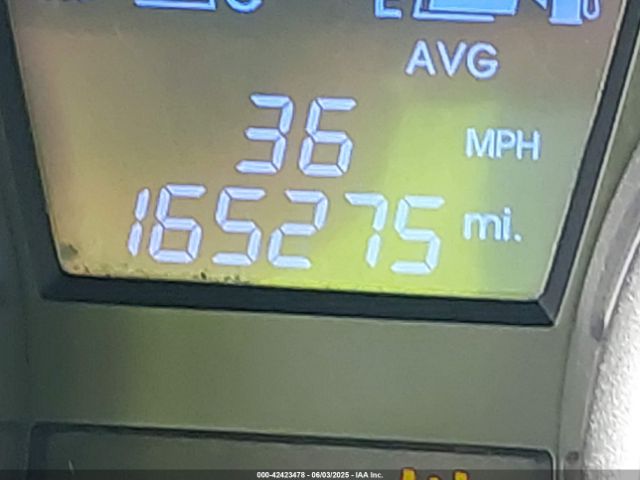 E
AVG
36 MPH
165275 mi.
000-42423478 - 06/03/2025 - IAA Inc.